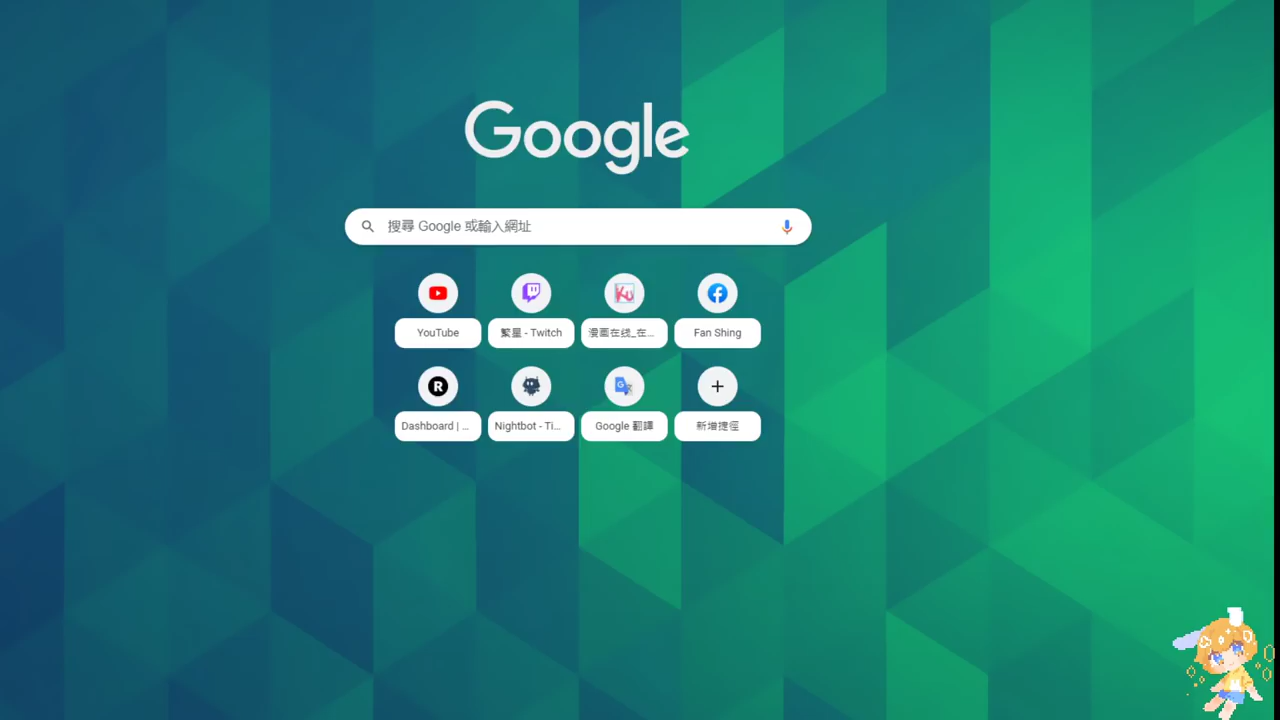 Google
搜尋 Google 或輸入網址
YouTube
繁星 - Twitch
漫画在线_在...
Fan Shing
R
Dashboard | ...
Nightbot - Ti...
Google 翻譯
新增捷徑